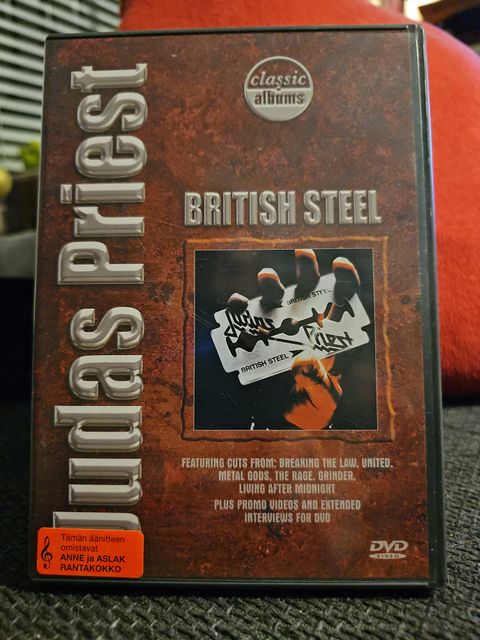 Judas Priest
classic
albums
BRITISH STEEL
BRITISH STEEL
Judas Priest
BRITISH STEEL
FEATURING CUTS FROM: BREAKING THE LAW, UNITED,
METAL GODS, THE RAGE, GRINDER,
LIVING AFTER MIDNIGHT
PLUS PROMO VIDEOS AND EXTENDED
INTERVIEWS FOR DVD
DVD
VIDEO
Tämän äänitteen
omistavat
ANNE ja ASLAK
RANTAKOKKO